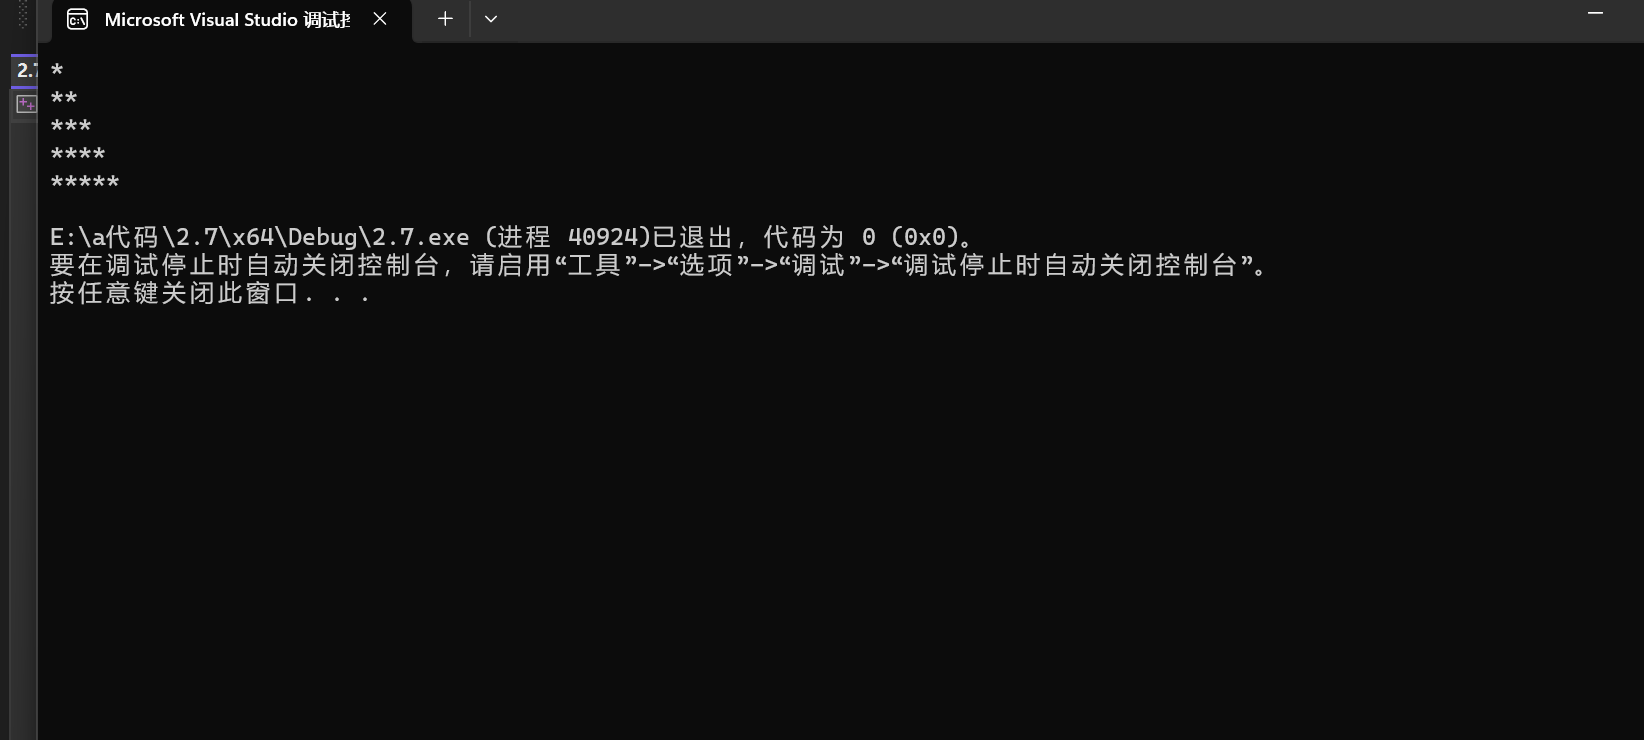 Microsoft Visual Studio 调试
2.7
*
**
***
****
*****
E:\a代码\2.7\x64\Debug\2.7.exe (进程 40924)已退出，代码为 0 (0x0)。
要在调试停止时自动关闭控制台，请启用“工具”->“选项”->“调试”->“调试停止时自动关闭控制台”。
按任意键关闭此窗口. . .